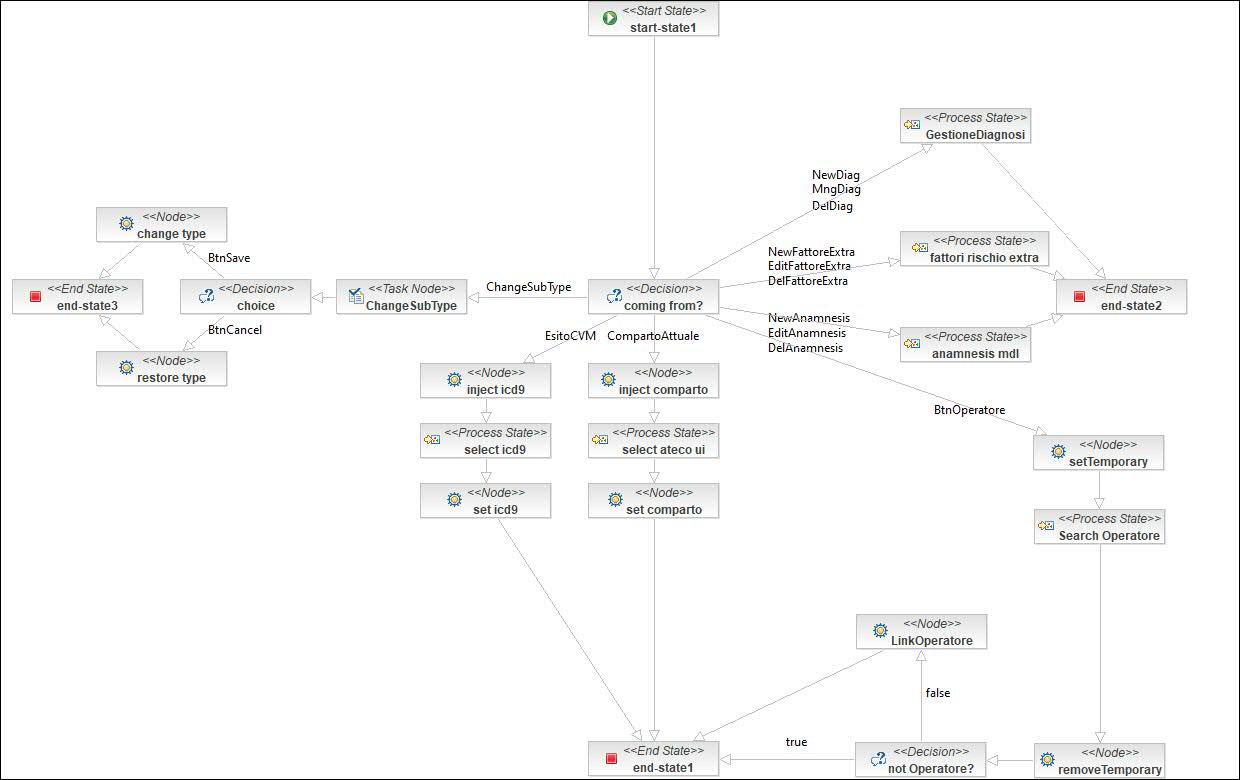 <<Start State>>
start-state1
<<Process State>>
GestioneDiagnosi
NewDiag
MngDiag
DelDiag
<<Node>>
change type
<<Process State>>
fattori rischio extra
NewFattoreExtra
EditFattoreExtra
DelFattoreExtra
BtnSave
<<End State>>
end-state3
<<Decision>>
choice
<<Task Node>>
ChangeSubType
ChangeSubType
<<Decision>>
coming from?
<<End State>>
end-state2
BtnCancel
EsitoCVM
CompartoAttuale
NewAnamnesis
EditAnamnesis
DelAnamnesis
<<Process State>>
anamnesis mdl
<<Node>>
restore type
<<Node>>
inject icd9
<<Node>>
inject comparto
BtnOperatore
<<Process State>>
select icd9
<<Process State>>
select ateco ui
<<Node>>
setTemporary
<<Node>>
set icd9
<<Node>>
set comparto
<<Process State>>
Search Operatore
<<Node>>
LinkOperatore
false
true
<<End State>>
end-state1
<<Decision>>
not Operatore?
<<Node>>
removeTemporary